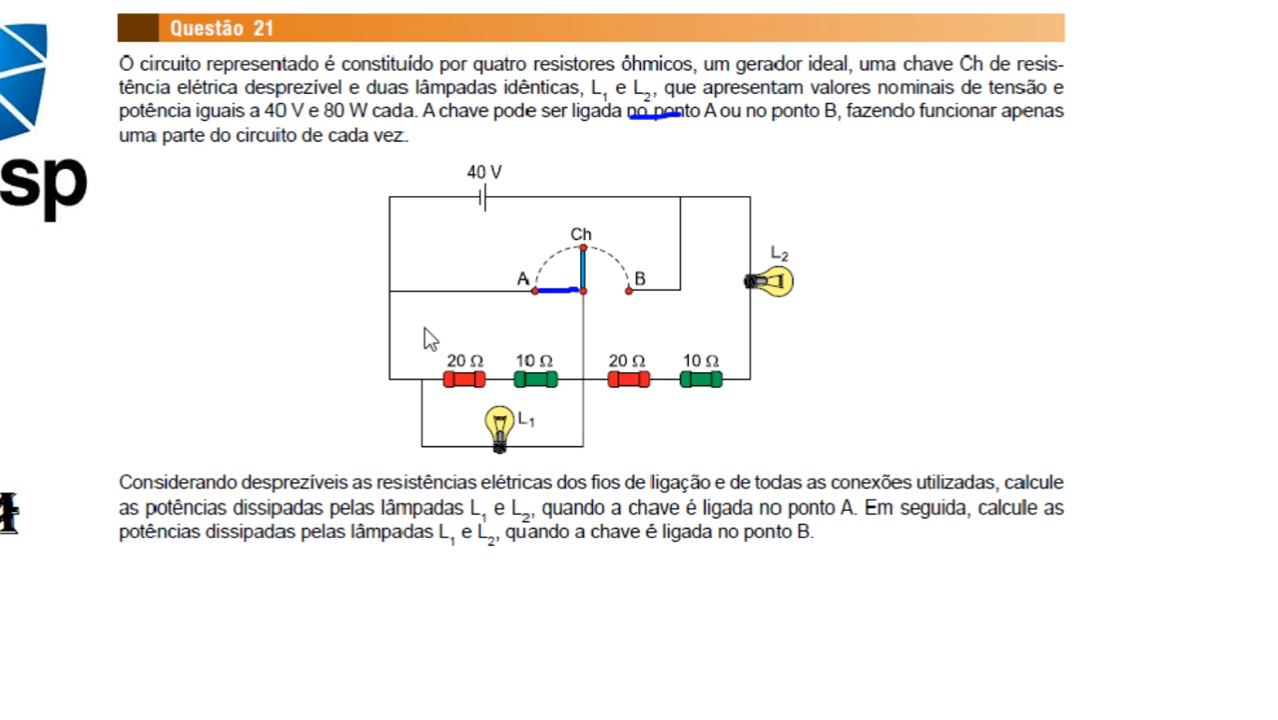 Questão 21
O circuito representado é constituído por quatro resistores ôhmicos, um gerador ideal, uma chave Ch de resis-
tência elétrica desprezível e duas lâmpadas idênticas, L1 e L2, que apresentam valores nominais de tensão e
potência iguais a 40 V e 80 W cada. A chave pode ser ligada no ponto A ou no ponto B, fazendo funcionar apenas
uma parte do circuito de cada vez.
sp
40 V
Ch
L2
A
B
20 Ω 10 Ω 20 Ω 10 Ω
L1
Considerando desprezíveis as resistências elétricas dos fios de ligação e de todas as conexões utilizadas, calcule
as potências dissipadas pelas lâmpadas L1 e L2, quando a chave é ligada no ponto A. Em seguida, calcule as
potências dissipadas pelas lâmpadas L1 e L2, quando a chave é ligada no ponto B.